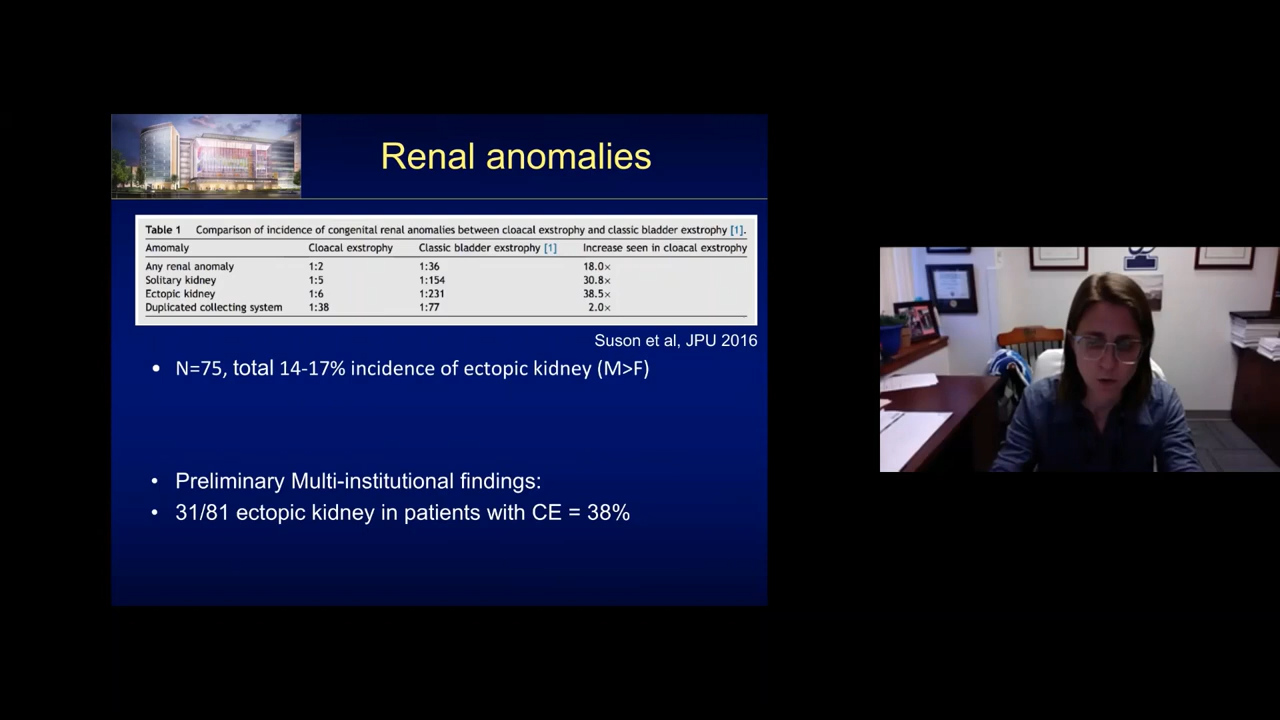 Renal anomalies
Table 1 Comparison of incidence of congenital renal anomalies between cloacal exstrophy and classic bladder exstrophy [1].
Anomaly Cloacal exstrophy Classic bladder exstrophy [1] Increase seen in cloacal exstrophy
Any renal anomaly 1:2 1:36 18.0×
Solitary kidney 1:5 1:154 30.8×
Ectopic kidney 1:6 1:231 38.5×
Duplicated collecting system 1:38 1:77 2.0×
Suson et al, JPU 2016
• N=75, total 14-17% incidence of ectopic kidney (M>F)
• Preliminary Multi-institutional findings:
• 31/81 ectopic kidney in patients with CE = 38%